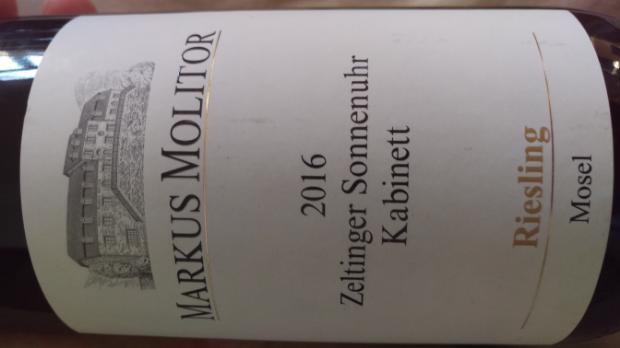 MARKUS MOLITOR
2016
Zeltinger Sonnenuhr
Kabinett
Riesling
Mosel